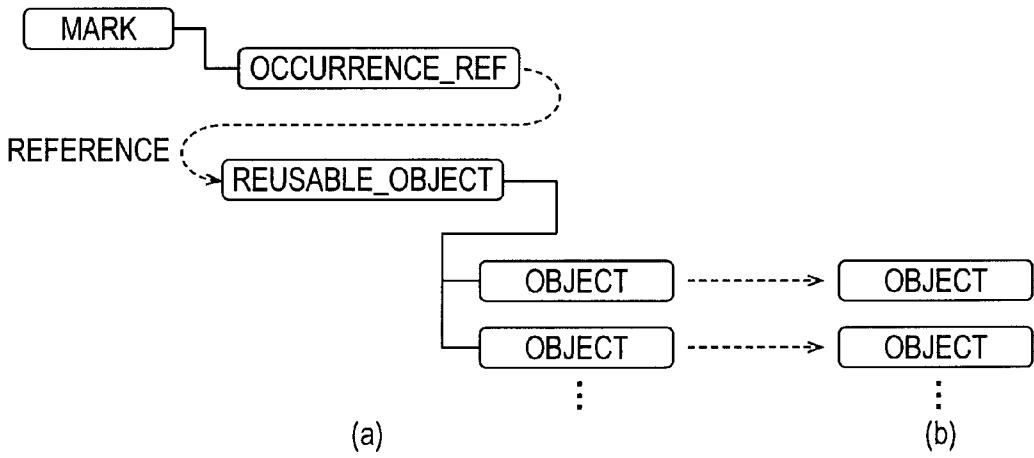 MARK
OCCURRENCE_REF
REFERENCE
REUSABLE_OBJECT
OBJECT OBJECT
OBJECT OBJECT
(a) (b)